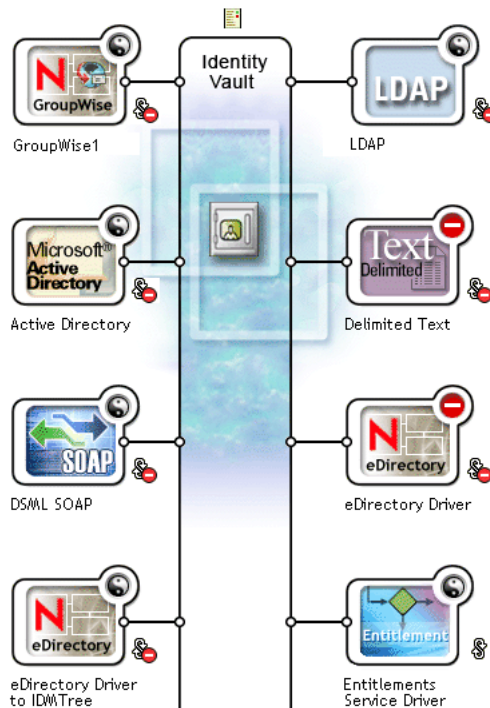 Identity
Vault
N
GroupWise
GroupWise1
LDAP
LDAP
Microsoft®
Active
Directory
Active Directory
Text
Delimited
Delimited Text
SOAP
DSML SOAP
N
eDirectory
eDirectory Driver
N
eDirectory
eDirectory Driver
to IDMTree
Entitlement
Entitlements
Service Driver